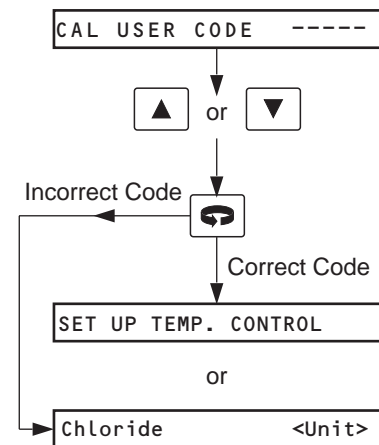 CAL USER CODE -----
or
Incorrect Code
Correct Code
SET UP TEMP. CONTROL
or
Chloride <Unit>